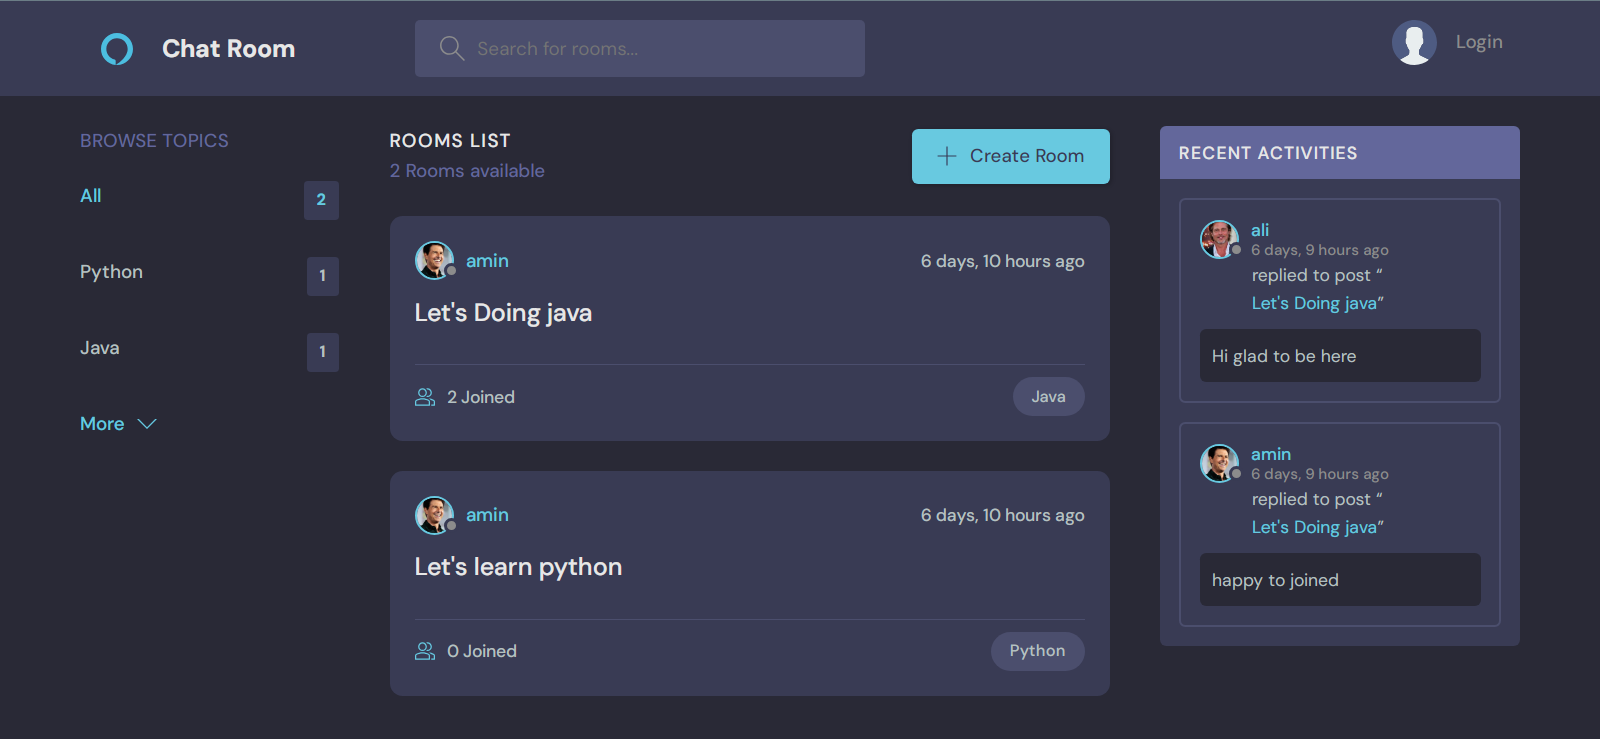 Chat Room
Search for rooms...
Login
BROWSE TOPICS
All
2
Python
1
Java
1
More
ROOMS LIST
2 Rooms available
Create Room
amin
6 days, 10 hours ago
Let's Doing java
2 Joined
Java
amin
6 days, 10 hours ago
Let's learn python
0 Joined
Python
RECENT ACTIVITIES
ali
6 days, 9 hours ago
replied to post “
Let's Doing java”
Hi glad to be here
amin
6 days, 9 hours ago
replied to post “
Let's Doing java”
happy to joined